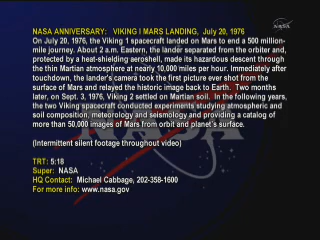 NASA
NASA ANNIVERSARY: VIKING I MARS LANDING, July 20, 1976
On July 20, 1976, the Viking 1 spacecraft landed on Mars to end a 500 million-
mile journey. About 2 a.m. Eastern, the lander separated from the orbiter and,
protected by a heat-shielding aeroshell, made its hazardous descent through
the thin Martian atmosphere at nearly 10,000 miles per hour. Immediately after
touchdown, the lander's camera took the first picture ever shot from the
surface of Mars and relayed the historic image back to Earth. Two months
later, on Sept. 3, 1976, Viking 2 settled on Martian soil. In the following years,
the two Viking spacecraft conducted experiments studying atmospheric and
soil composition, meteorology and seismology and providing a catalog of
more than 50,000 images of Mars from orbit and planet's surface.
(Intermittent silent footage throughout video)
TRT: 5:18
Super: NASA
HQ Contact: Michael Cabbage, 202-358-1600
For more info: www.nasa.gov